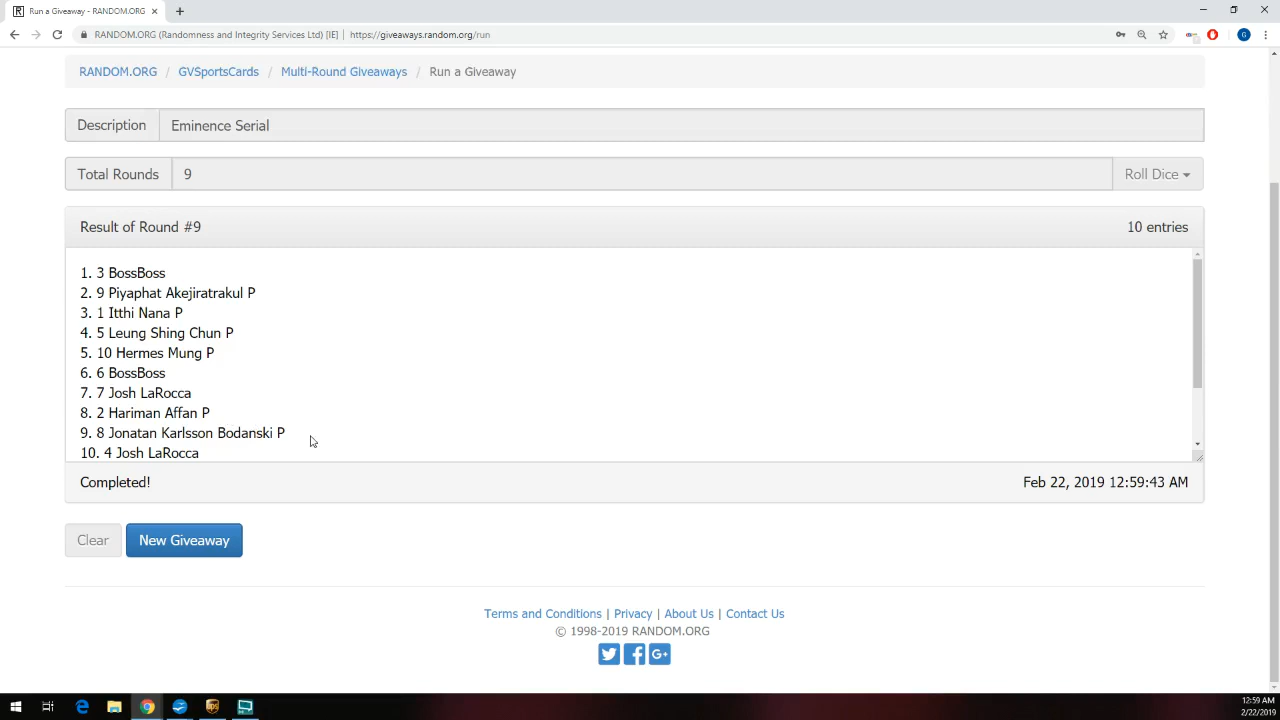 Run a Giveaway - RANDOM.ORG
RANDOM.ORG (Randomness and Integrity Services Ltd) [IE] | https://giveaways.random.org/run
RANDOM.ORG / GVSportsCards / Multi-Round Giveaways / Run a Giveaway
Description Eminence Serial
Total Rounds 9 Roll Dice
Result of Round #9 10 entries
1. 3 BossBoss
2. 9 Piyaphat Akejiratrakul P
3. 1 Itthi Nana P
4. 5 Leung Shing Chun P
5. 10 Hermes Mung P
6. 6 BossBoss
7. 7 Josh LaRocca
8. 2 Hariman Affan P
9. 8 Jonatan Karlsson Bodanski P
10. 4 Josh LaRocca
Completed! Feb 22, 2019 12:59:43 AM
Clear New Giveaway
Terms and Conditions | Privacy | About Us | Contact Us
© 1998-2019 RANDOM.ORG
12:59 AM
2/22/2019